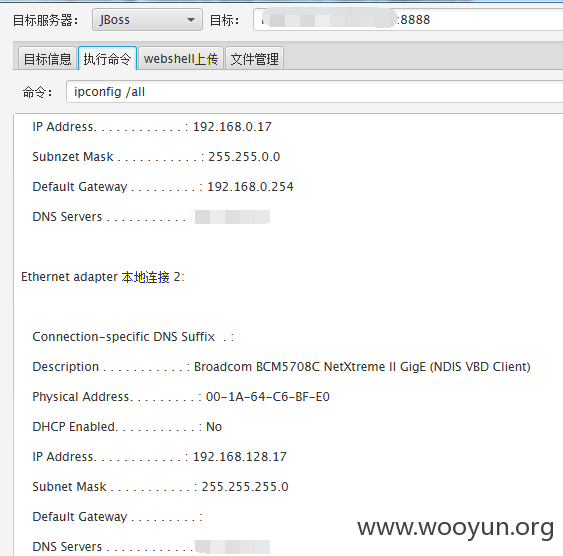 目标服务器： JBoss 目标： :8888
目标信息 执行命令 webshell上传 文件管理
命令： ipconfig /all
IP Address. . . . . . . . . . . . : 192.168.0.17
Subnzet Mask . . . . . . . . . . . : 255.255.0.0
Default Gateway . . . . . . . . . : 192.168.0.254
DNS Servers . . . . . . . . . . .
Ethernet adapter 本地连接 2:
Connection-specific DNS Suffix . :
Description . . . . . . . . . . . : Broadcom BCM5708C NetXtreme II GigE (NDIS VBD Client)
Physical Address. . . . . . . . . : 00-1A-64-C6-BF-E0
DHCP Enabled. . . . . . . . . . . : No
IP Address. . . . . . . . . . . . : 192.168.128.17
Subnet Mask . . . . . . . . . . . : 255.255.255.0
Default Gateway . . . . . . . . . :
DNS Servers . . . . . . . . . . . :
www.wooyun.org